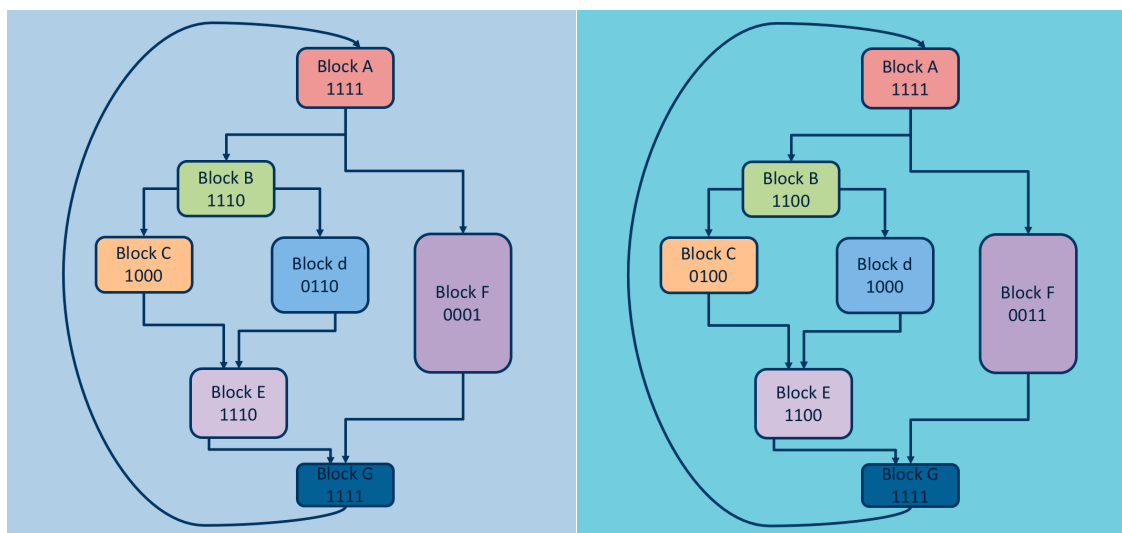 Block A
1111
Block B
1110
Block C
1000
Block d
0110
Block F
0001
Block E
1110
Block G
1111
Block A
1111
Block B
1100
Block C
0100
Block d
1000
Block F
0011
Block E
1100
Block G
1111